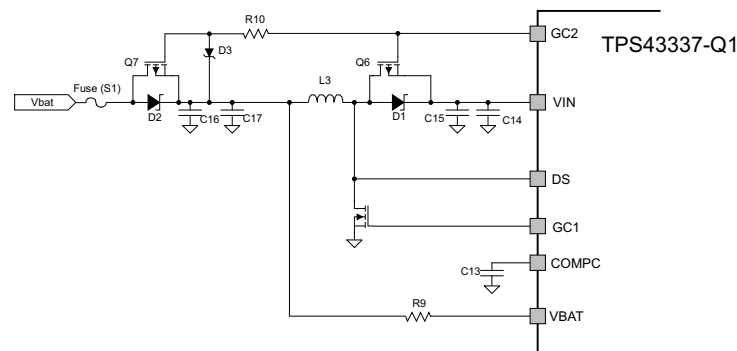 R10
GC2
TPS43337-Q1
Q7
D3
Q6
Fuse (S1)
L3
Vbat
VIN
D2
C16
C17
D1
C15
C14
DS
GC1
COMPC
C13
R9
VBAT